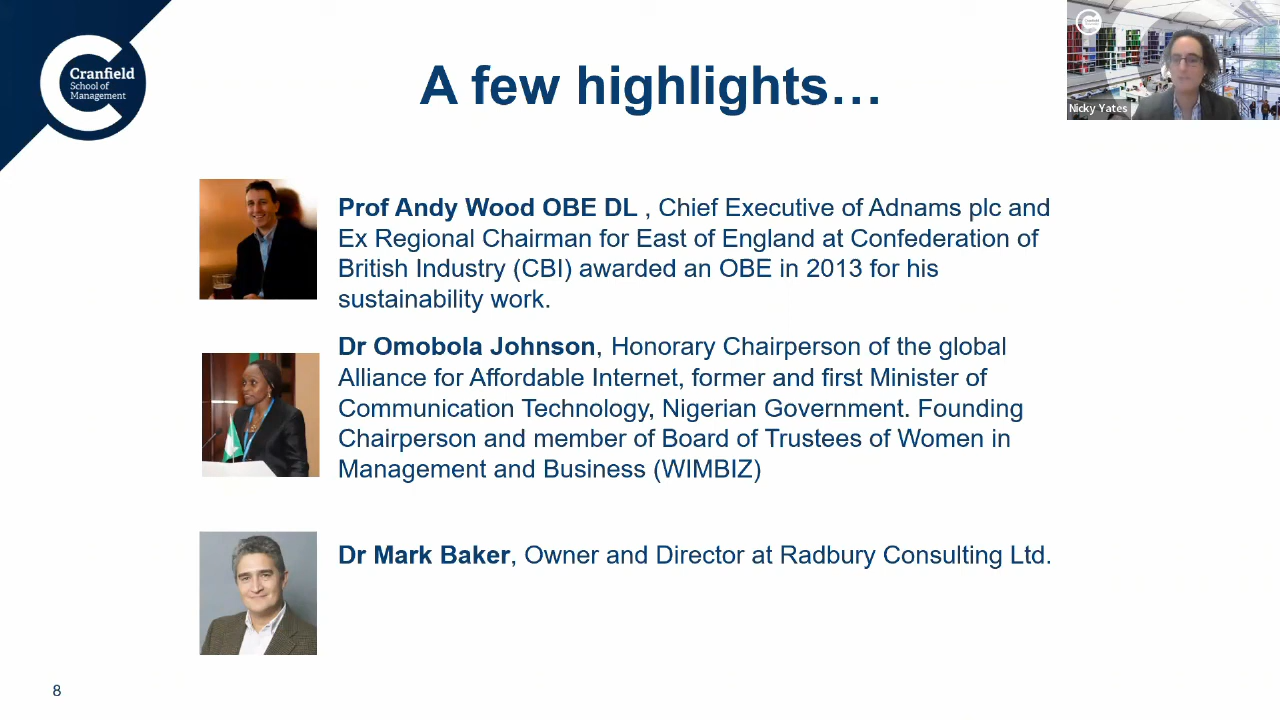 Cranfield
School of
Management
A few highlights…
Nicky Yates
Prof Andy Wood OBE DL , Chief Executive of Adnams plc and
Ex Regional Chairman for East of England at Confederation of
British Industry (CBI) awarded an OBE in 2013 for his
sustainability work.
Dr Omobola Johnson, Honorary Chairperson of the global
Alliance for Affordable Internet, former and first Minister of
Communication Technology, Nigerian Government. Founding
Chairperson and member of Board of Trustees of Women in
Management and Business (WIMBIZ)
Dr Mark Baker, Owner and Director at Radbury Consulting Ltd.
8